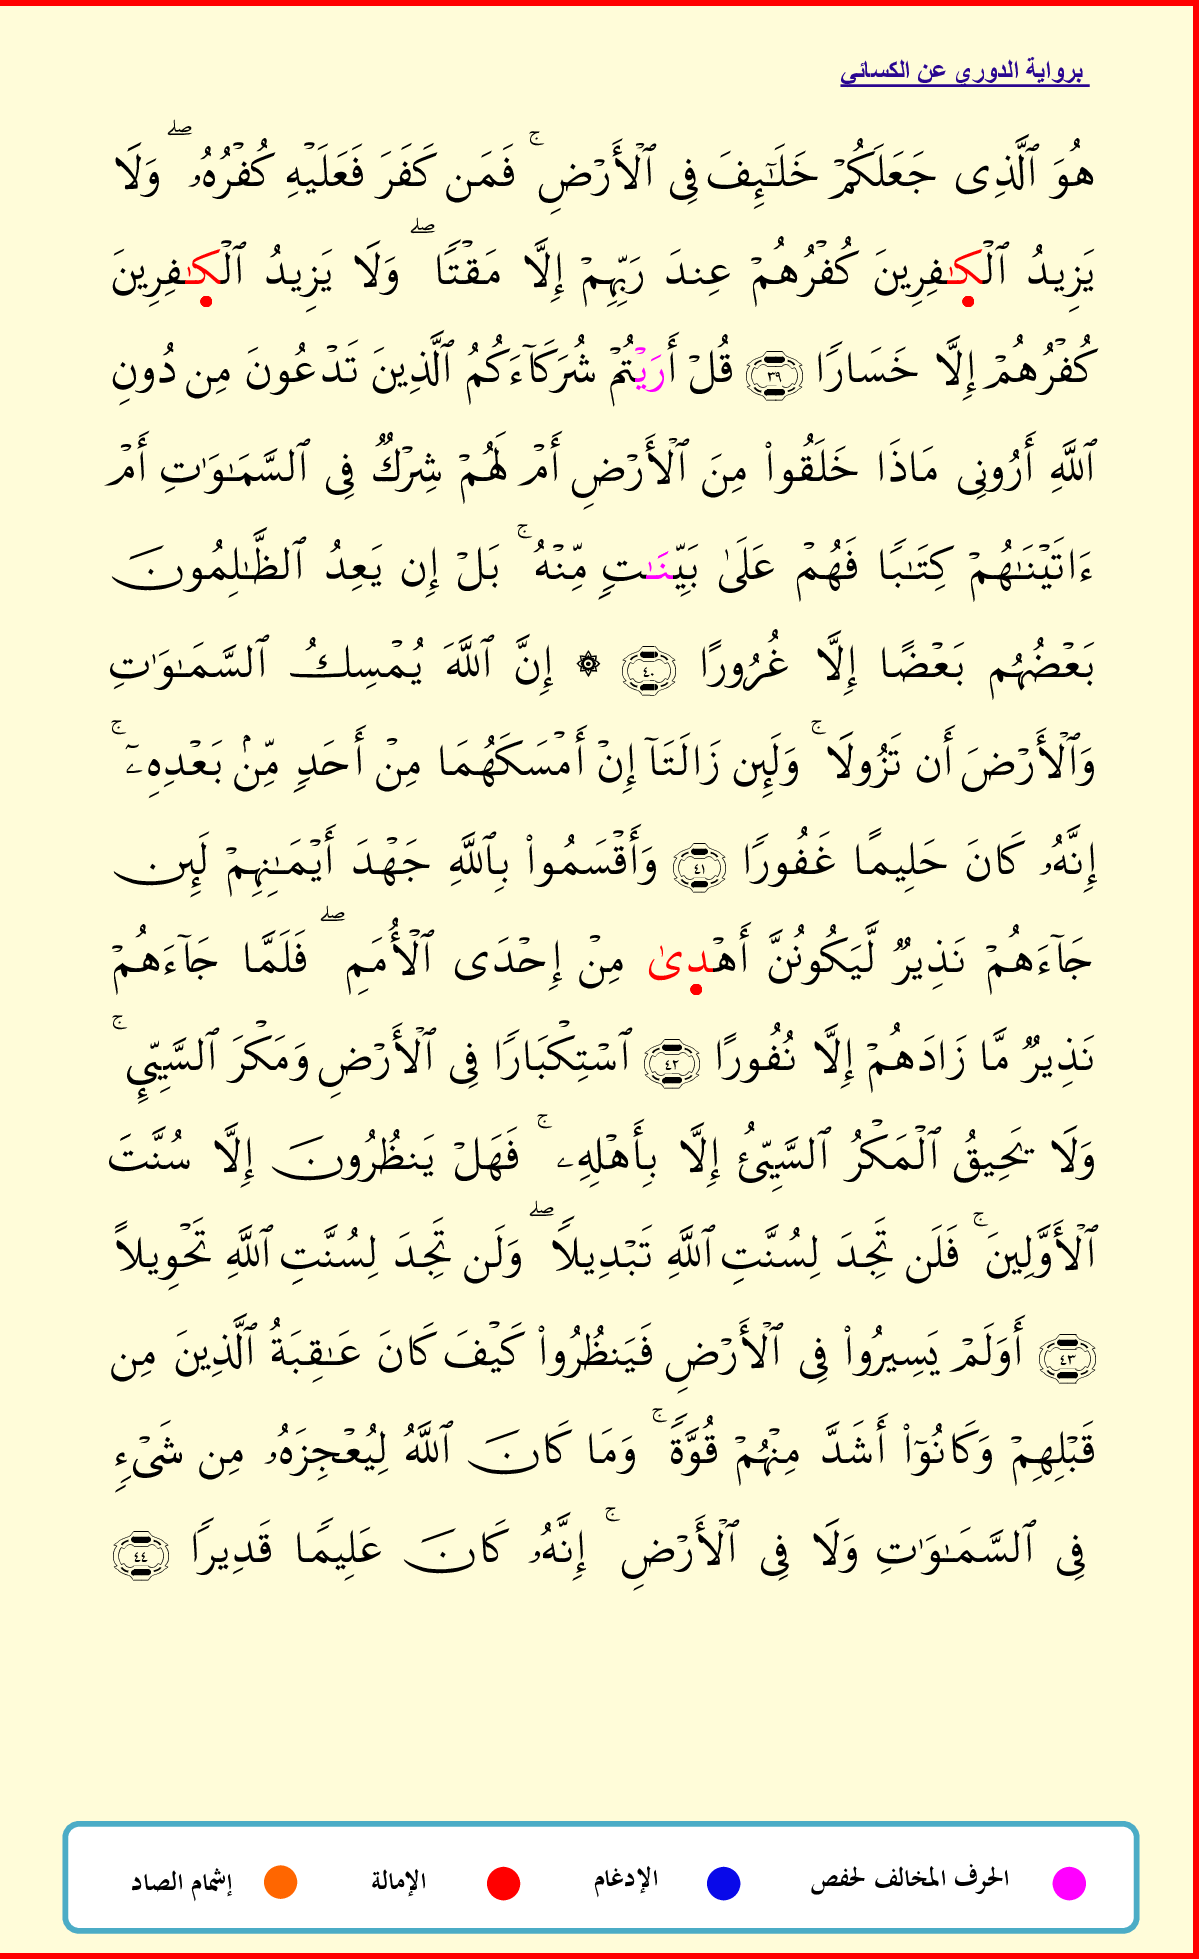 برواية الدوري عن الكسائي
هُوَ ٱلَّذِى جَعَلَكُمْ خَلَٰٓئِفَ فِى ٱلْأَرْضِ ۚ فَمَن كَفَرَ فَعَلَيْهِ كُفْرُهُۥ ۖ وَلَا
يَزِيدُ ٱلْكَٰفِرِينَ كُفْرُهُمْ عِندَ رَبِّهِمْ إِلَّا مَقْتًا ۖ وَلَا يَزِيدُ ٱلْكَٰفِرِينَ
كُفْرُهُمْ إِلَّا خَسَارًا ٣٩ قُلْ أَرَيْتُمْ شُرَكَآءَكُمُ ٱلَّذِينَ تَدْعُونَ مِن دُونِ
ٱللَّهِ أَرُونِى مَاذَا خَلَقُوا۟ مِنَ ٱلْأَرْضِ أَمْ لَهُمْ شِرْكٌ فِى ٱلسَّمَٰوَٰتِ أَمْ
ءَاتَيْنَٰهُمْ كِتَٰبًا فَهُمْ عَلَىٰ بَيِّنَٰتٍ مِّنْهُ ۚ بَلْ إِن يَعِدُ ٱلظَّٰلِمُونَ
بَعْضُهُم بَعْضًا إِلَّا غُرُورًا ٤٠ ۞ إِنَّ ٱللَّهَ يُمْسِكُ ٱلسَّمَٰوَٰتِ
وَٱلْأَرْضَ أَن تَزُولَا ۚ وَلَئِن زَالَتَآ إِنْ أَمْسَكَهُمَا مِنْ أَحَدٍ مِّنۢ بَعْدِهِۦٓ ۚ
إِنَّهُۥ كَانَ حَلِيمًا غَفُورًا ٤١ وَأَقْسَمُوا۟ بِٱللَّهِ جَهْدَ أَيْمَٰنِهِمْ لَئِن
جَآءَهُمْ نَذِيرٌ لَّيَكُونُنَّ أَهْدِىٰ مِنْ إِحْدَى ٱلْأُمَمِ ۖ فَلَمَّا جَآءَهُمْ
نَذِيرٌ مَّا زَادَهُمْ إِلَّا نُفُورًا ٤٢ ٱسْتِكْبَارًا فِى ٱلْأَرْضِ وَمَكْرَ ٱلسَّيِّئِ ۚ
وَلَا يَحِيقُ ٱلْمَكْرُ ٱلسَّيِّئُ إِلَّا بِأَهْلِهِۦ ۚ فَهَلْ يَنظُرُونَ إِلَّا سُنَّتَ
ٱلْأَوَّلِينَ ۚ فَلَن تَجِدَ لِسُنَّتِ ٱللَّهِ تَبْدِيلًا ۖ وَلَن تَجِدَ لِسُنَّتِ ٱللَّهِ تَحْوِيلًا
٤٣ أَوَلَمْ يَسِيرُوا۟ فِى ٱلْأَرْضِ فَيَنظُرُوا۟ كَيْفَ كَانَ عَٰقِبَةُ ٱلَّذِينَ مِن
قَبْلِهِمْ وَكَانُوٓا۟ أَشَدَّ مِنْهُمْ قُوَّةً ۚ وَمَا كَانَ ٱللَّهُ لِيُعْجِزَهُۥ مِن شَىْءٍ
فِى ٱلسَّمَٰوَٰتِ وَلَا فِى ٱلْأَرْضِ ۚ إِنَّهُۥ كَانَ عَلِيمًا قَدِيرًا ٤٤
الحرف المخالف لحفص الإدغام الإمالة إشمام الصاد